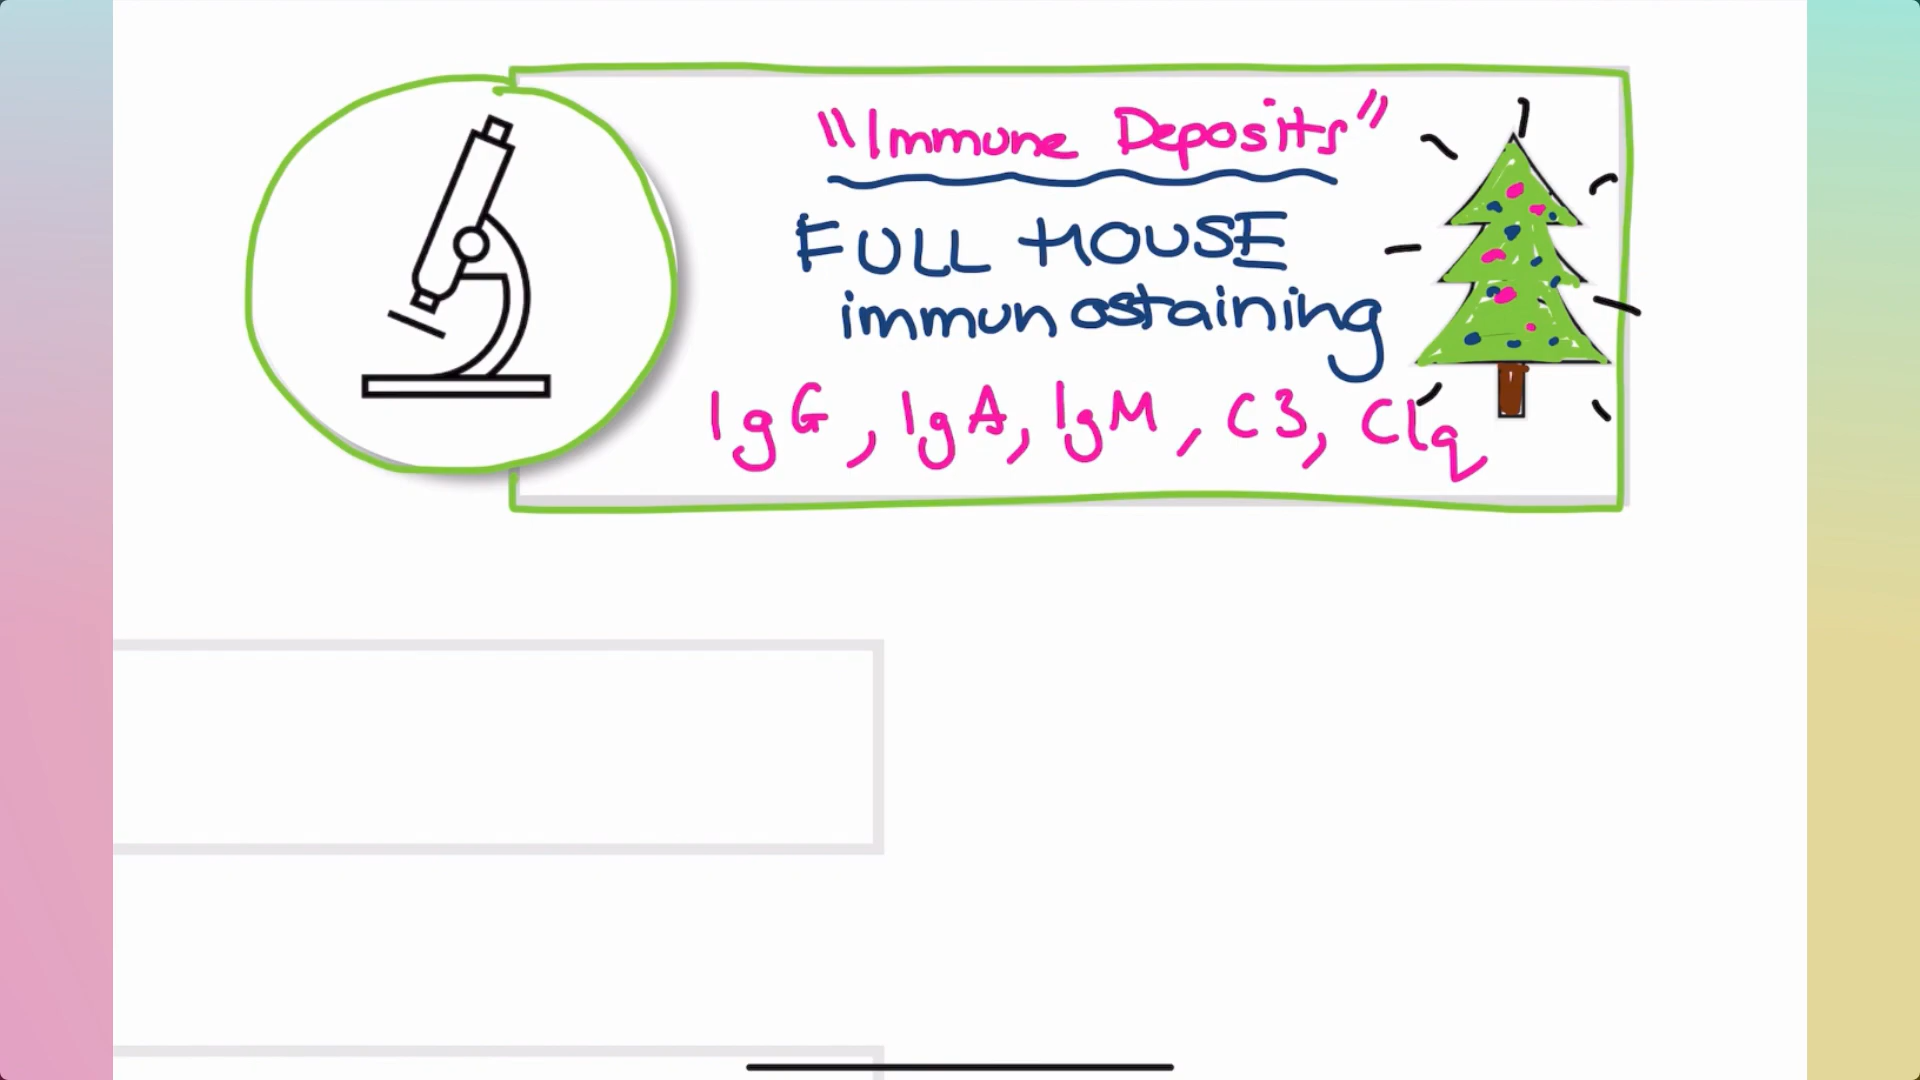 "Immune Deposits"
FULL HOUSE
immunostaining
IgG, IgA, IgM, C3, C1q